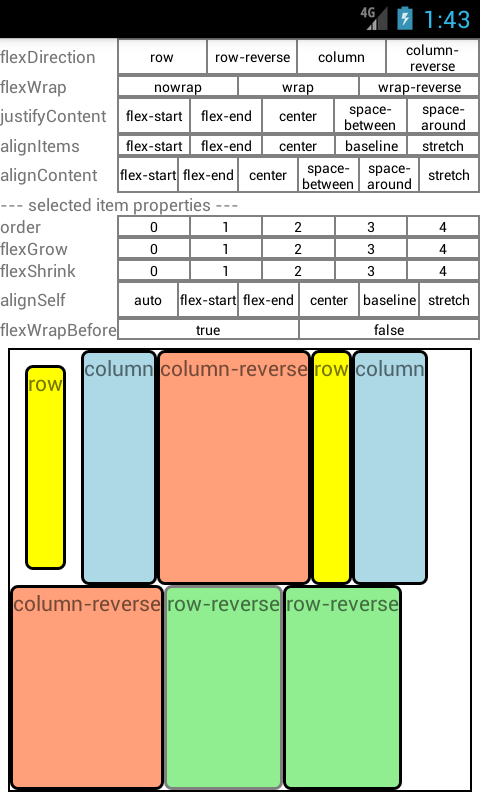 4G 1:43
flexDirection row row-reverse column column-reverse
flexWrap nowrap wrap wrap-reverse
justifyContent flex-start flex-end center space-between space-around
alignItems flex-start flex-end center baseline stretch
alignContent flex-start flex-end center space-between space-around stretch
--- selected item properties ---
order 0 1 2 3 4
flexGrow 0 1 2 3 4
flexShrink 0 1 2 3 4
alignSelf auto flex-start flex-end center baseline stretch
flexWrapBefore true false
row column column-reverse row column
column-reverse row-reverse row-reverse